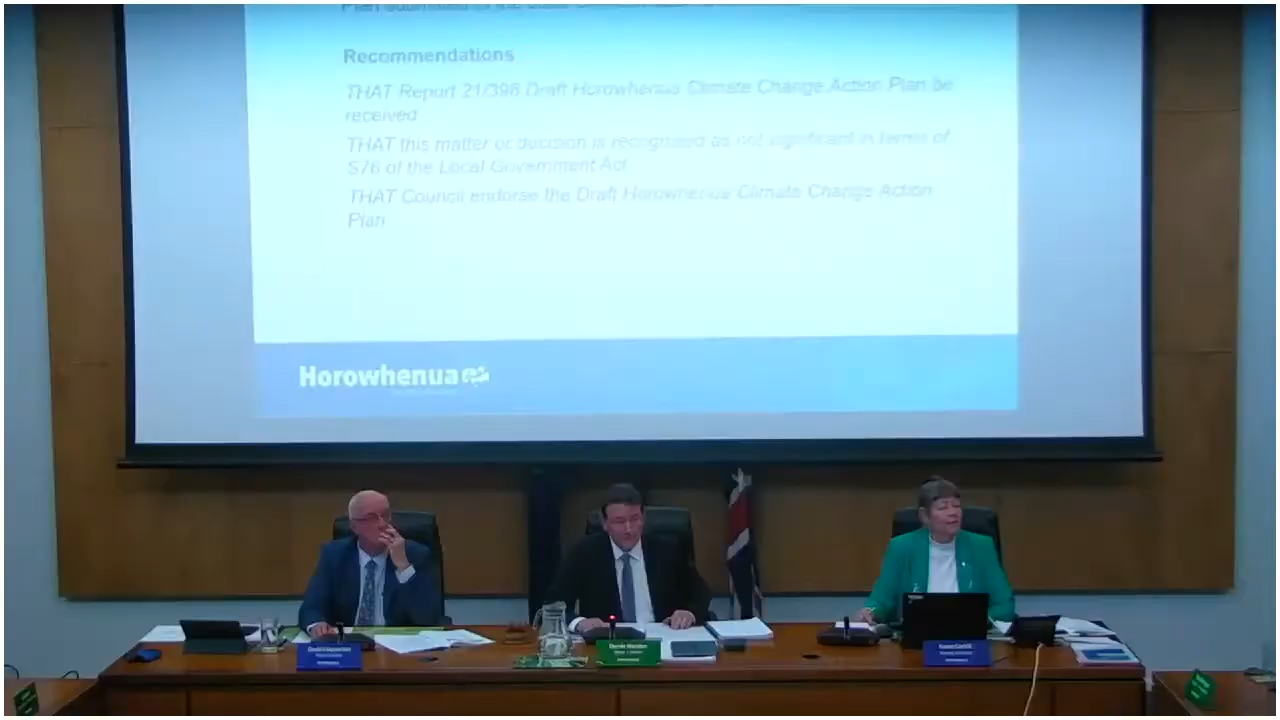 Recommendations
THAT Report 21/396 Draft Horowhenua Climate Change Action Plan be
received
THAT this matter or decision is recognised as not significant in terms of
S76 of the Local Government Act
THAT Council endorse the Draft Horowhenua Climate Change Action
Plan
Horowhenua